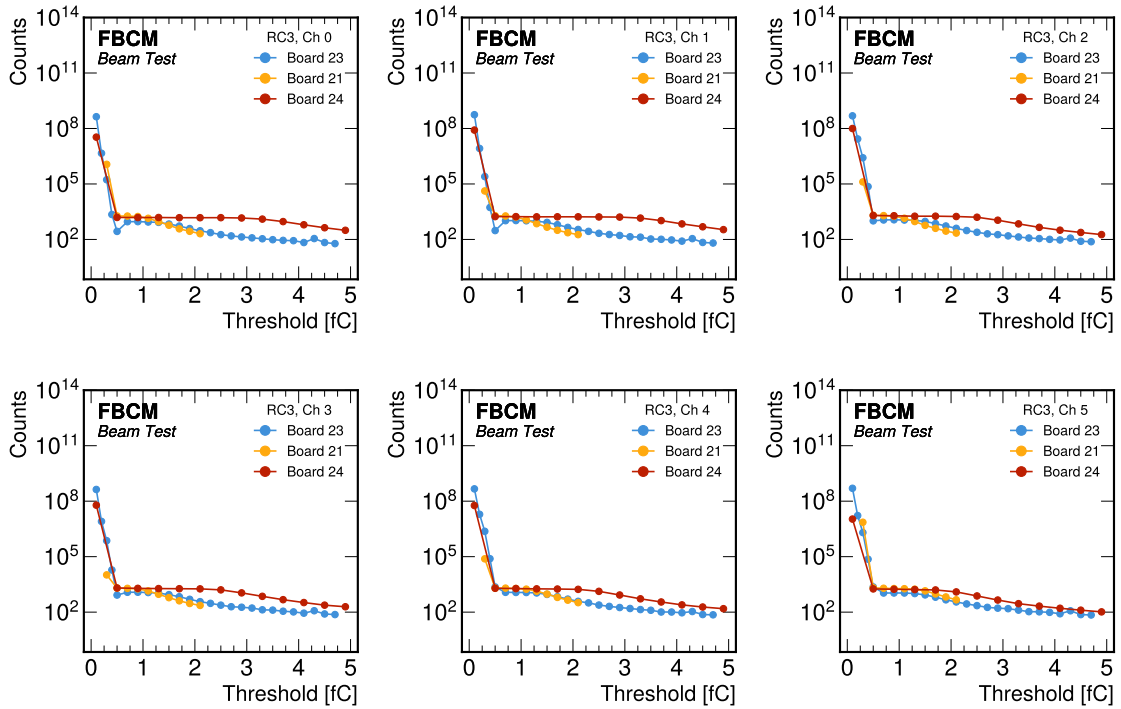 Counts
10^14
10^11
10^8
10^5
10^2
FBCM
Beam Test
RC3, Ch 0
Board 23
Board 21
Board 24
0 1 2 3 4 5
Threshold [fC]
Counts
10^14
10^11
10^8
10^5
10^2
FBCM
Beam Test
RC3, Ch 1
Board 23
Board 21
Board 24
0 1 2 3 4 5
Threshold [fC]
Counts
10^14
10^11
10^8
10^5
10^2
FBCM
Beam Test
RC3, Ch 2
Board 23
Board 21
Board 24
0 1 2 3 4 5
Threshold [fC]
Counts
10^14
10^11
10^8
10^5
10^2
FBCM
Beam Test
RC3, Ch 3
Board 23
Board 21
Board 24
0 1 2 3 4 5
Threshold [fC]
Counts
10^14
10^11
10^8
10^5
10^2
FBCM
Beam Test
RC3, Ch 4
Board 23
Board 21
Board 24
0 1 2 3 4 5
Threshold [fC]
Counts
10^14
10^11
10^8
10^5
10^2
FBCM
Beam Test
RC3, Ch 5
Board 23
Board 21
Board 24
0 1 2 3 4 5
Threshold [fC]